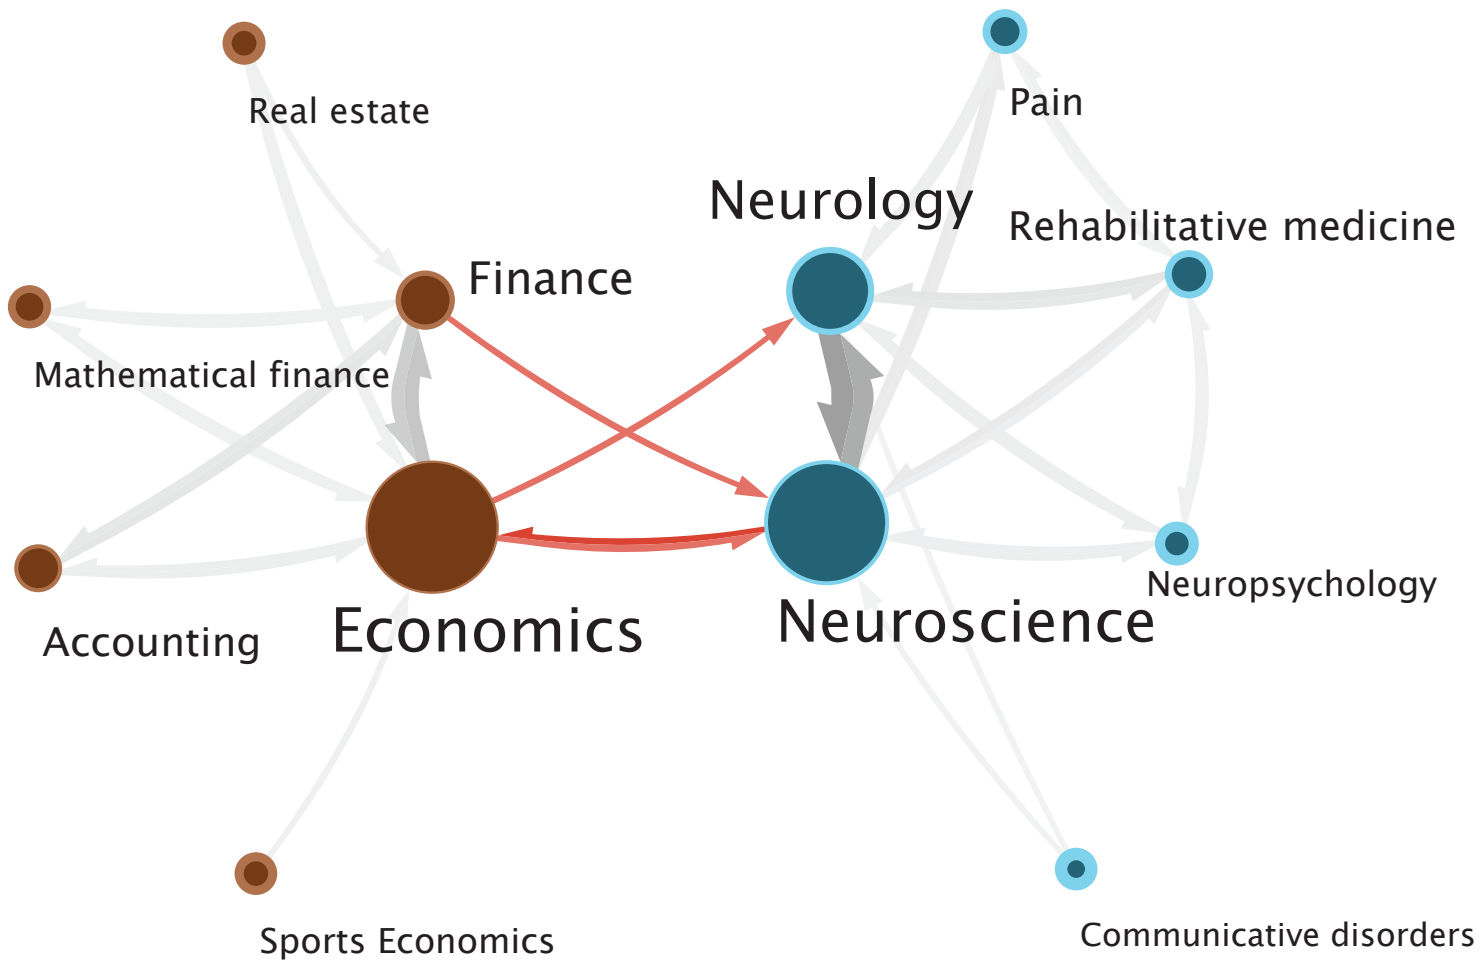 Real estate
Pain
Neurology
Rehabilitative medicine
Finance
Mathematical finance
Neuropsychology
Economics
Neuroscience
Accounting
Sports Economics
Communicative disorders